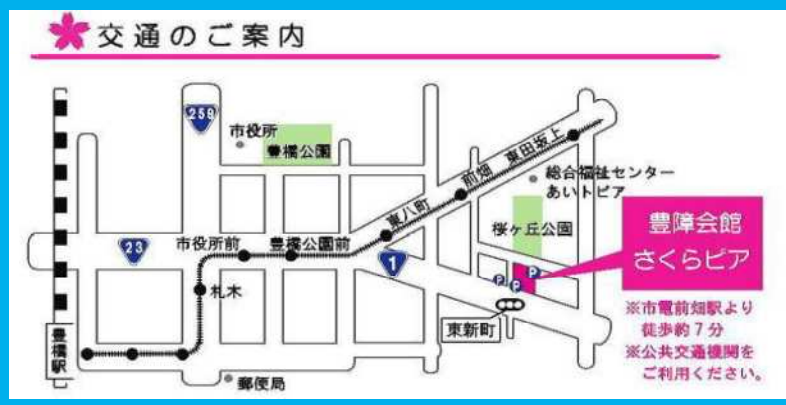 交通のご案内
259
市役所
豊橋公園
東田坂上
前畑
総合福祉センター
あいトピア
東八町
桜ヶ丘公園
豊障会館
さくらピア
23
市役所前
豊橋公園前
1
札木
P
P
P
東新町
※市電前畑駅より
徒歩約7分
※公共交通機関を
ご利用ください。
豊橋駅
郵便局